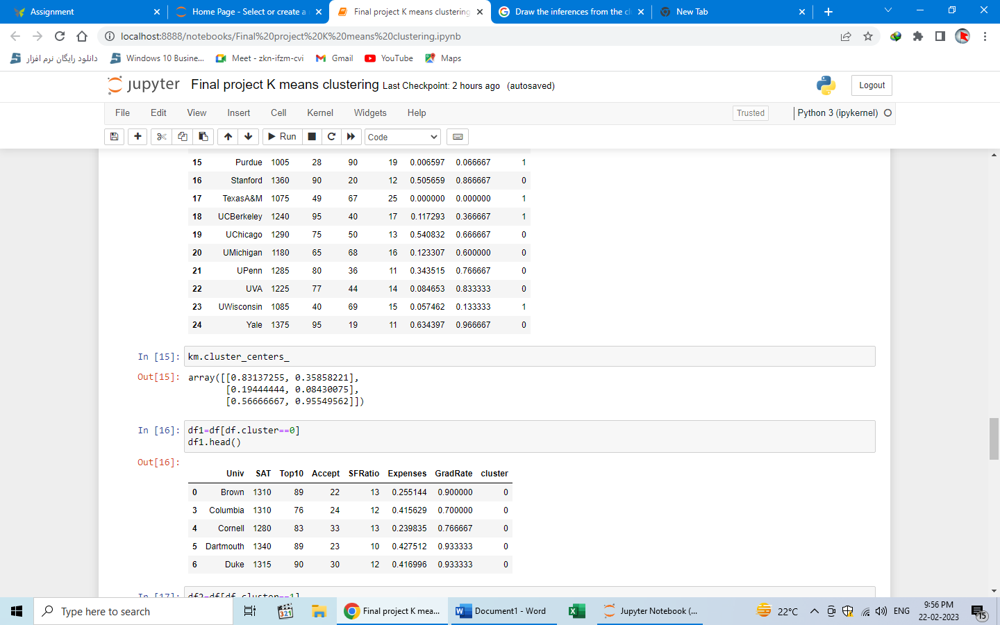 Assignment
Home Page - Select or create a
Final project K means clustering
Draw the inferences from the cl
New Tab
localhost:8888/notebooks/Final%20project%20K%20means%20clustering.ipynb
دانلود رایگان نرم افزار
Windows 10 Busine...
Meet - zkn-ifzm-cvi
Gmail
YouTube
Maps
jupyter Final project K means clustering Last Checkpoint: 2 hours ago (autosaved)
Logout
File Edit View Insert Cell Kernel Widgets Help
Trusted
Python 3 (ipykernel)
Run
Code
15 Purdue 1005 28 90 19 0.006597 0.066667 1
16 Stanford 1360 90 20 12 0.505659 0.866667 0
17 TexasA&M 1075 49 67 25 0.000000 0.000000 1
18 UCBerkeley 1240 95 40 17 0.117293 0.366667 1
19 UChicago 1290 75 50 13 0.540832 0.666667 0
20 UMichigan 1180 65 68 16 0.123307 0.600000 0
21 UPenn 1285 80 36 11 0.343515 0.766667 0
22 UVA 1225 77 44 14 0.084653 0.833333 0
23 UWisconsin 1085 40 69 15 0.057462 0.133333 1
24 Yale 1375 95 19 11 0.634397 0.966667 0
In [15]: km.cluster_centers_
Out[15]: array([[0.83137255, 0.35858221],
[0.19444444, 0.08430075],
[0.56666667, 0.95549562]])
In [16]: df1=df[df.cluster==0]
df1.head()
Out[16]:
Univ SAT Top10 Accept SFRatio Expenses GradRate cluster
0 Brown 1310 89 22 13 0.255144 0.900000 0
3 Columbia 1310 76 24 12 0.415629 0.700000 0
4 Cornell 1280 83 33 13 0.239835 0.766667 0
5 Dartmouth 1340 89 23 10 0.427512 0.933333 0
6 Duke 1315 90 30 12 0.416996 0.933333 0
In [17]: df2=df[df.cluster==1]
Type here to search
321
Final project K mea...
Document1 - Word
Jupyter Notebook (...
22°C
ENG
9:56 PM
22-02-2023
15